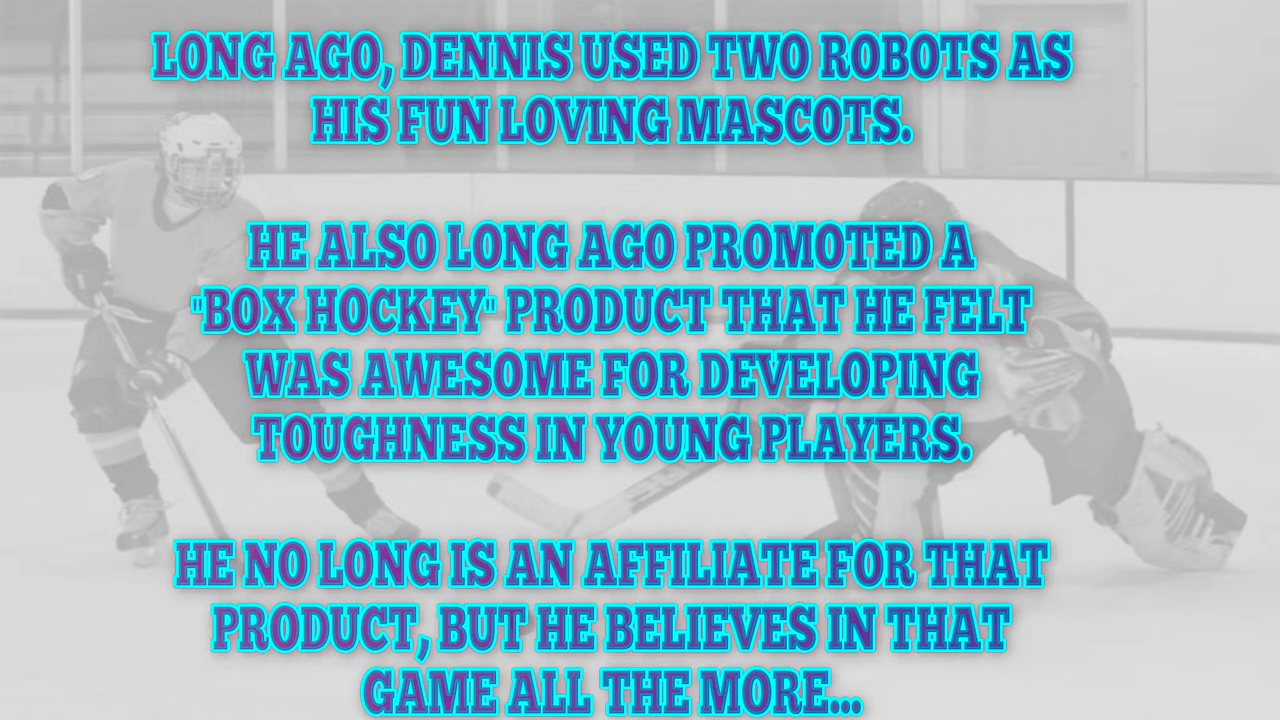 LONG AGO, DENNIS USED TWO ROBOTS AS
HIS FUN LOVING MASCOTS.
HE ALSO LONG AGO PROMOTED A
"BOX HOCKEY" PRODUCT THAT HE FELT
WAS AWESOME FOR DEVELOPING
TOUGHNESS IN YOUNG PLAYERS.
HE NO LONG IS AN AFFILIATE FOR THAT
PRODUCT, BUT HE BELIEVES IN THAT
GAME ALL THE MORE...